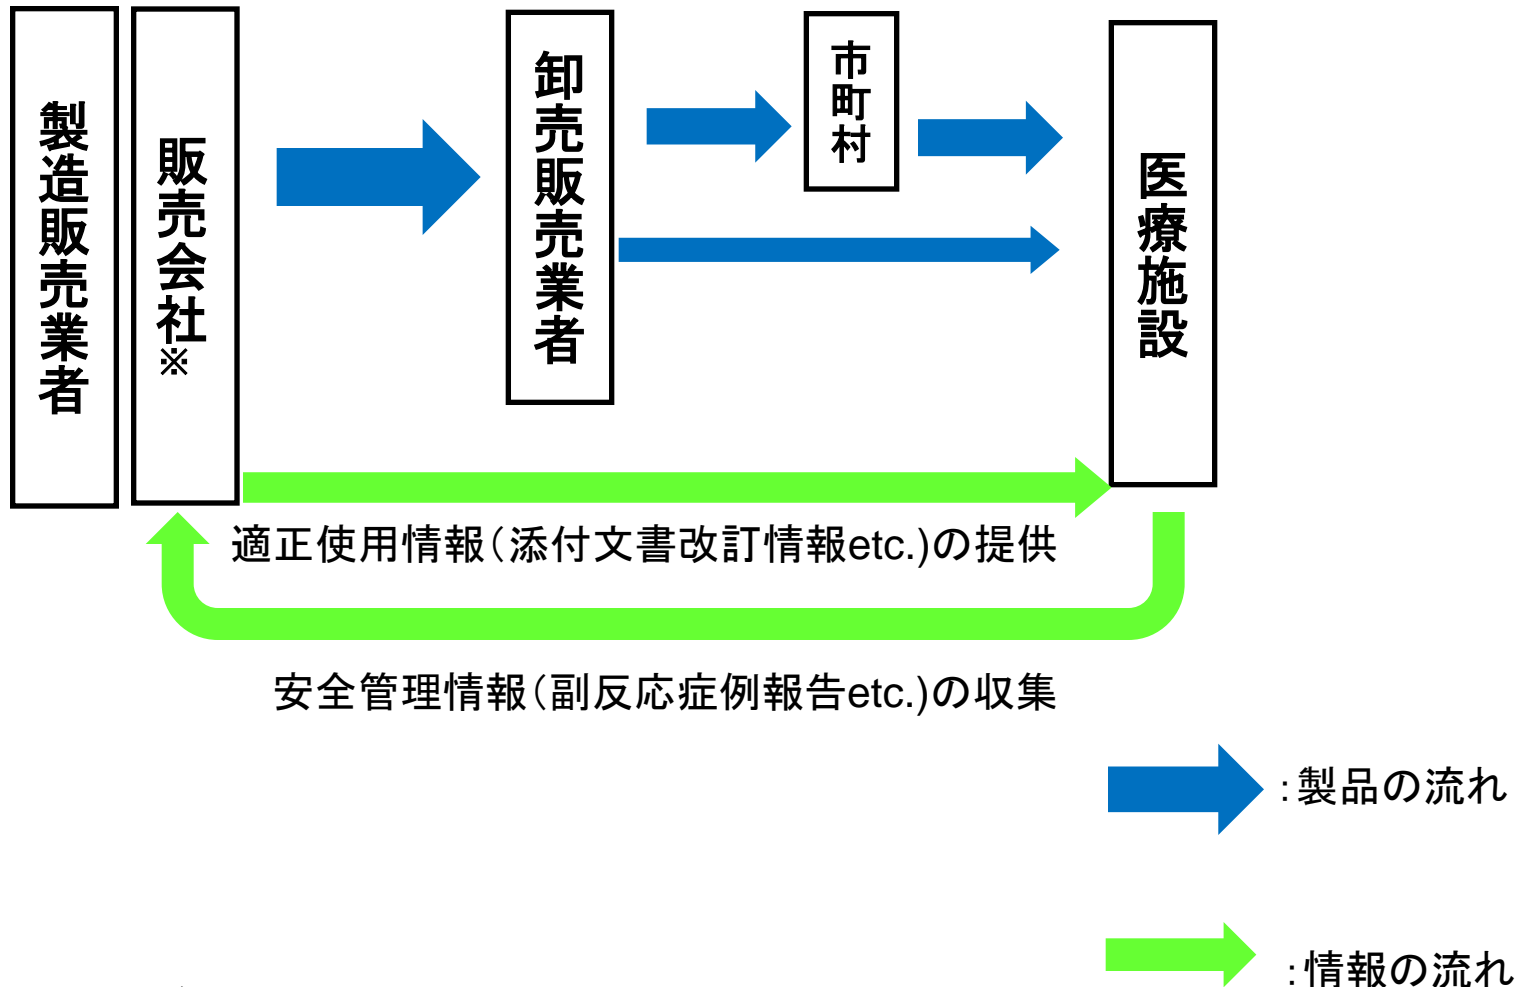 製造販売業者
販売会社※
卸売販売業者
市町村
医療施設
適正使用情報(添付文書改訂情報etc.)の提供
安全管理情報(副反応症例報告etc.)の収集
:製品の流れ
:情報の流れ